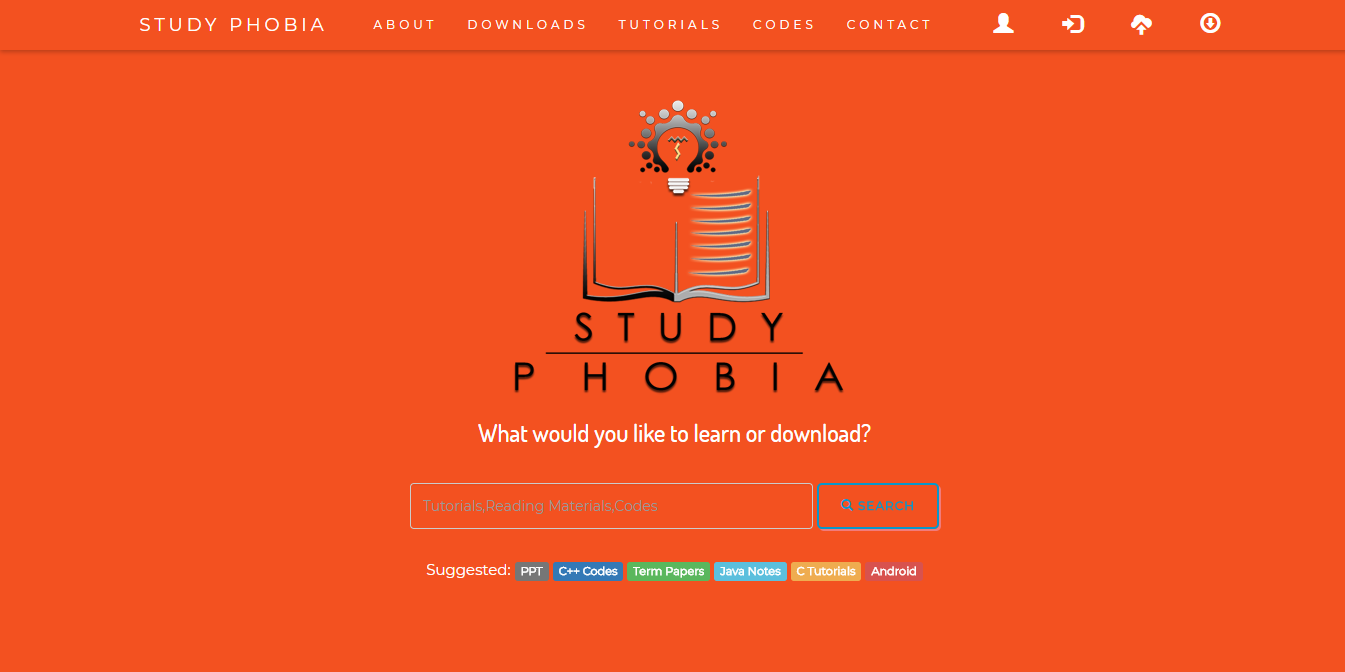 STUDY PHOBIA ABOUT DOWNLOADS TUTORIALS CODES CONTACT
STUDY
PHOBIA
What would you like to learn or download?
Tutorials,Reading Materials,Codes SEARCH
Suggested: PPT C++ Codes Term Papers Java Notes C Tutorials Android